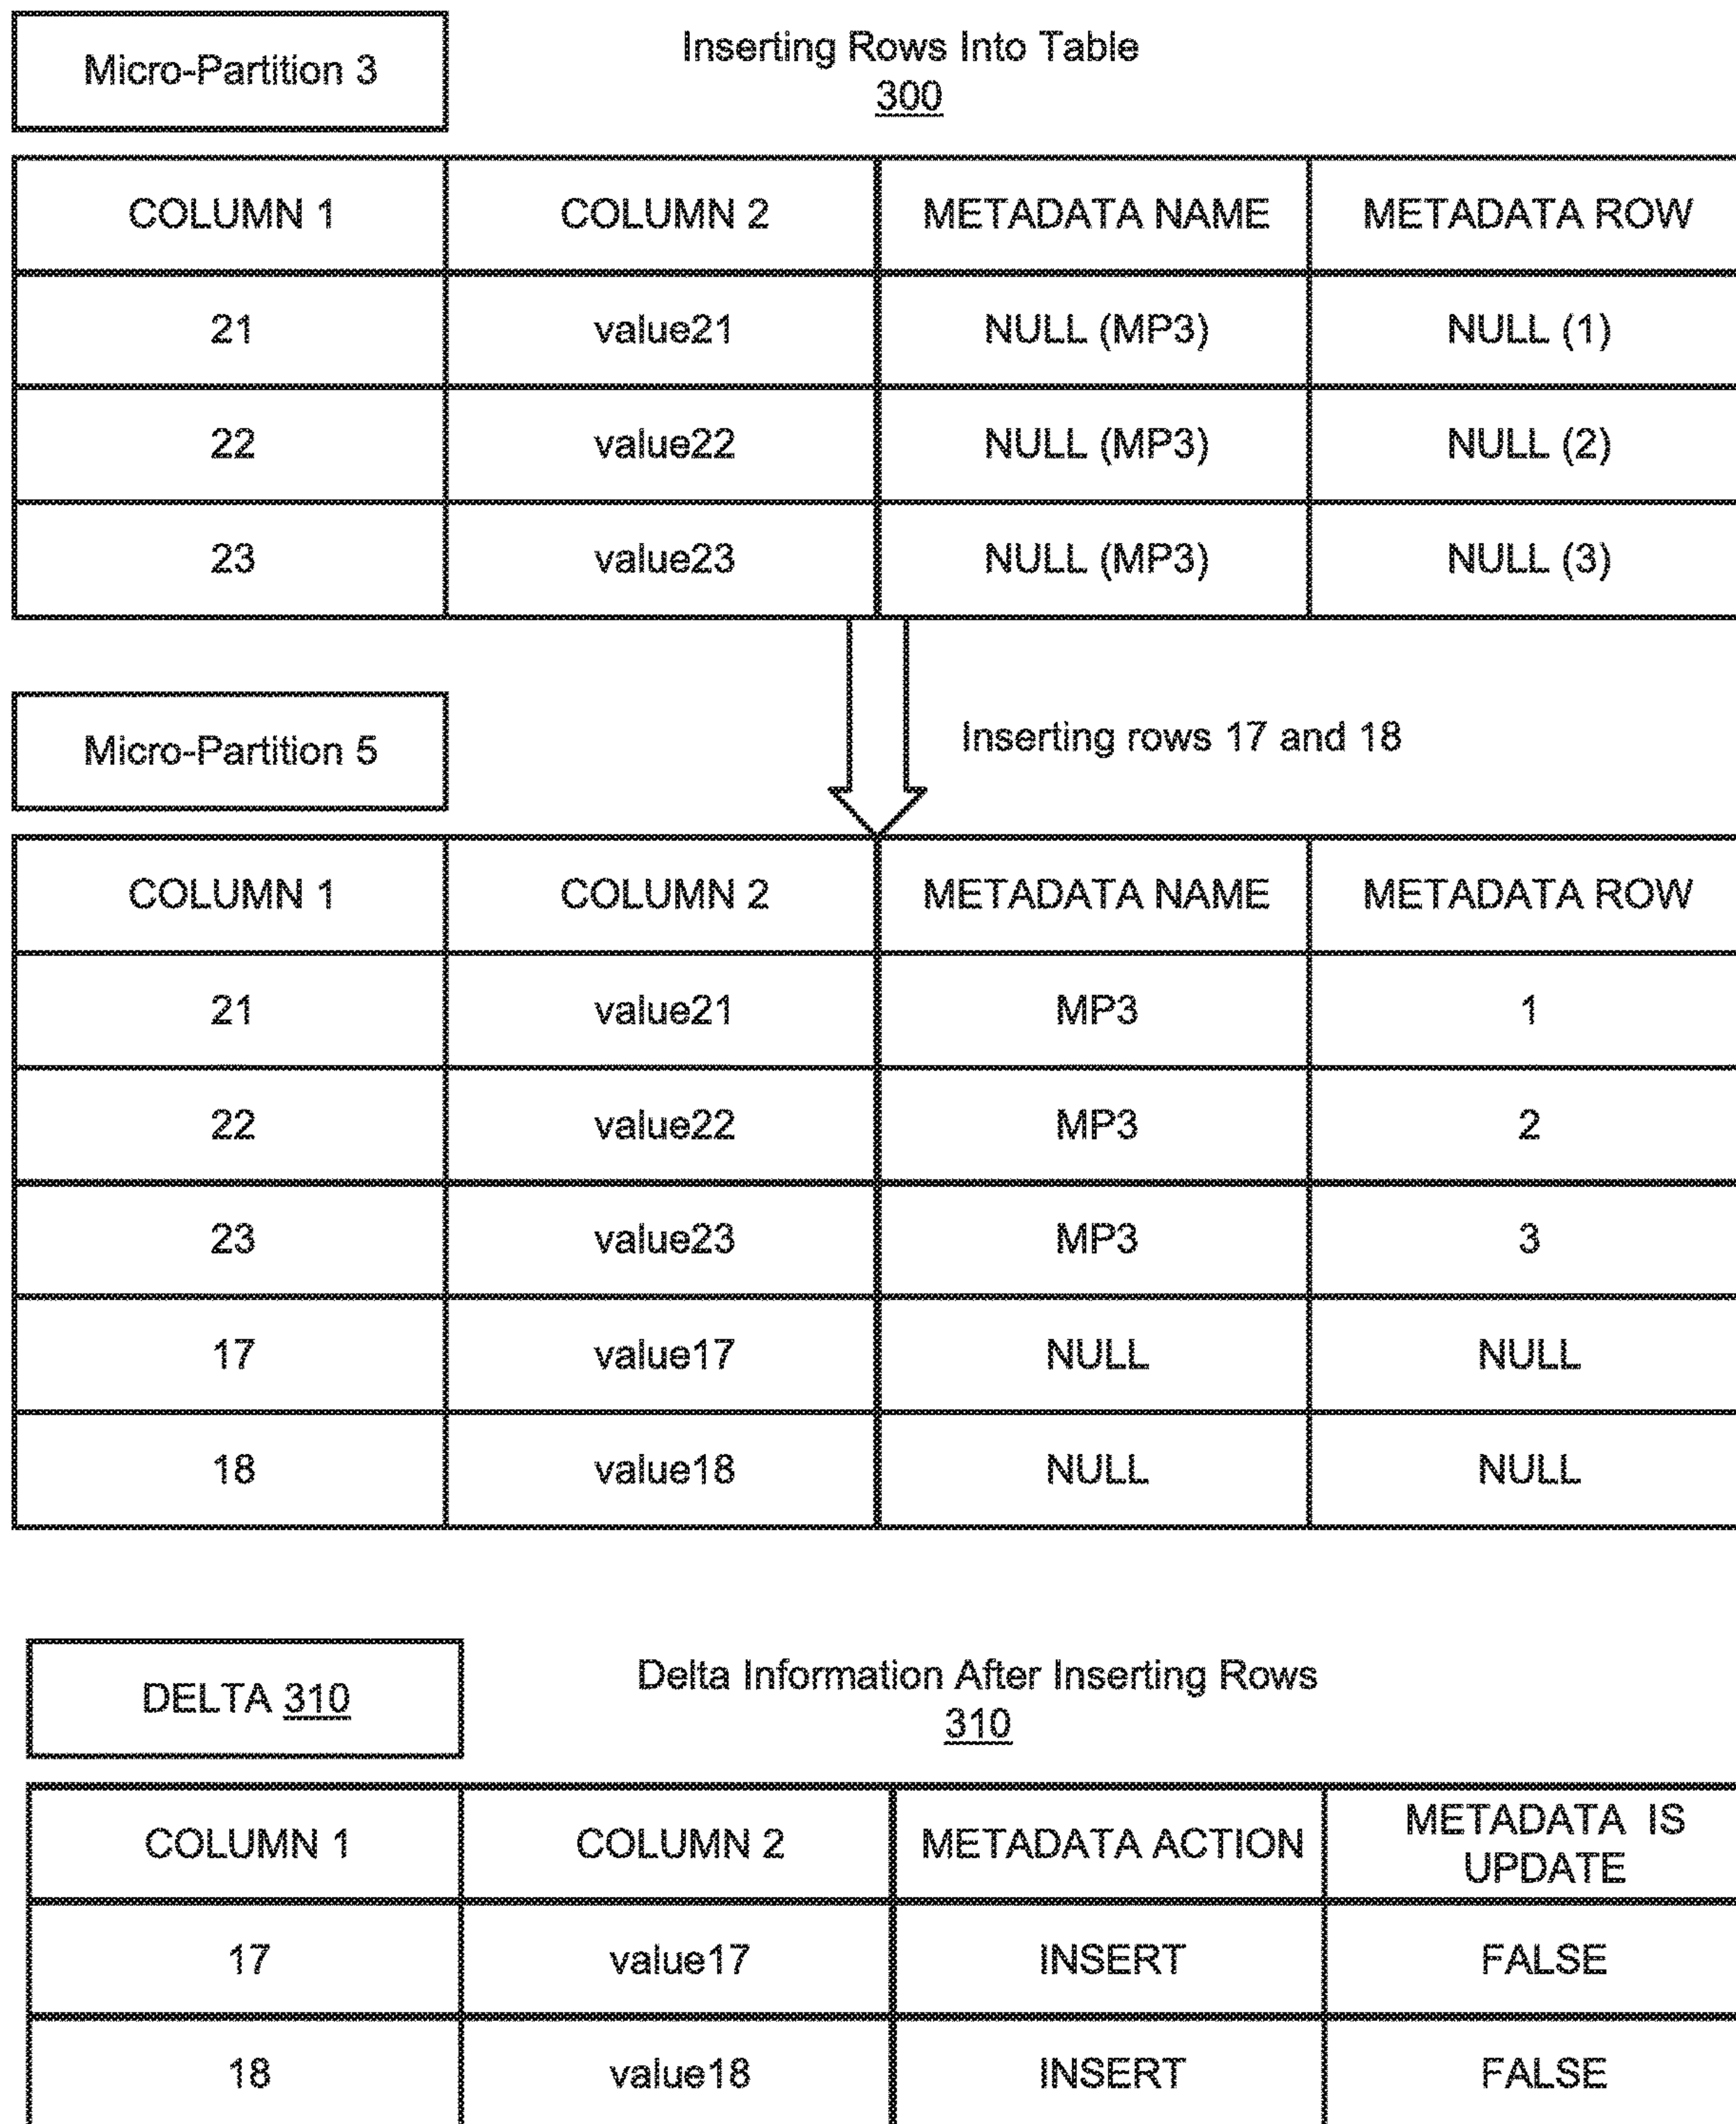 Micro-Partition 3
Inserting Rows Into Table
300
COLUMN 1 COLUMN 2 METADATA NAME METADATA ROW
21 value21 NULL (MP3) NULL (1)
22 value22 NULL (MP3) NULL (2)
23 value23 NULL (MP3) NULL (3)
Micro-Partition 5
Inserting rows 17 and 18
COLUMN 1 COLUMN 2 METADATA NAME METADATA ROW
21 value21 MP3 1
22 value22 MP3 2
23 value23 MP3 3
17 value17 NULL NULL
18 value18 NULL NULL
DELTA 310
Delta Information After Inserting Rows
310
COLUMN 1 COLUMN 2 METADATA ACTION METADATA IS
UPDATE
17 value17 INSERT FALSE
18 value18 INSERT FALSE